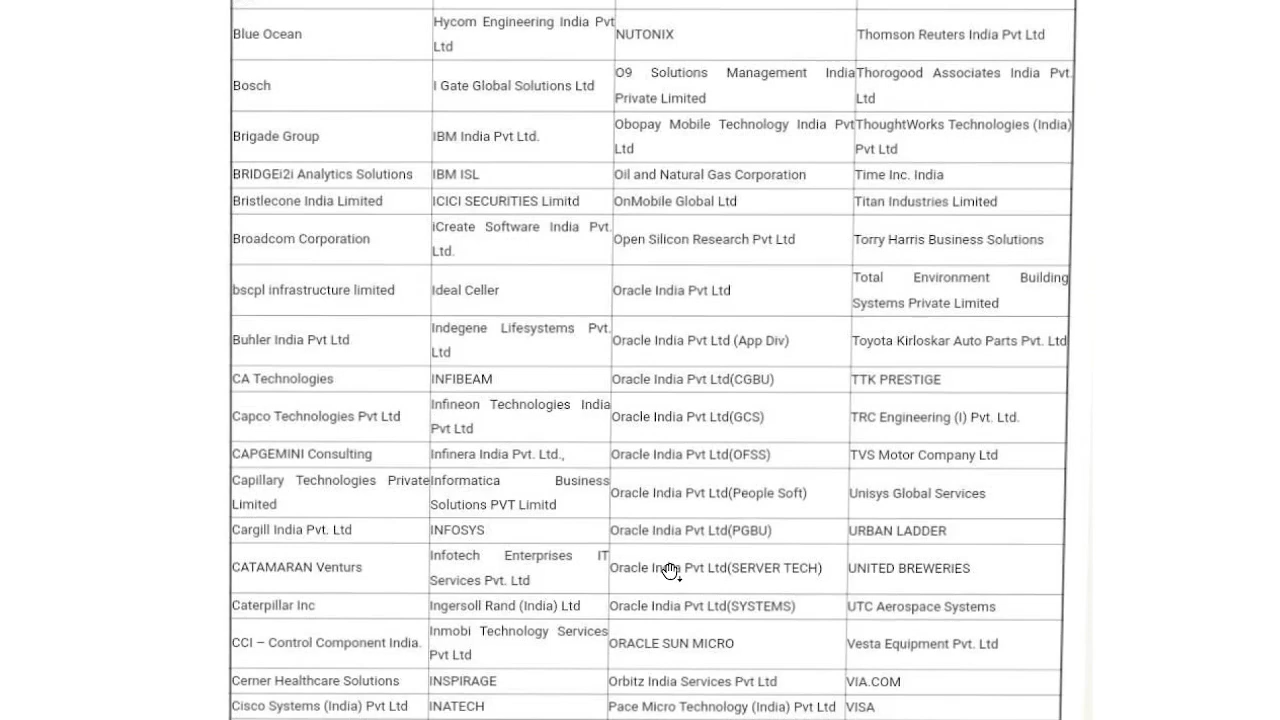 Blue Ocean
Hycom Engineering India Pvt
Ltd
NUTONIX
Thomson Reuters India Pvt Ltd
Bosch
I Gate Global Solutions Ltd
O9 Solutions Management India
Private Limited
Thorogood Associates India Pvt.
Ltd
Brigade Group
IBM India Pvt Ltd.
Obopay Mobile Technology India Pvt
Ltd
ThoughtWorks Technologies (India)
Pvt Ltd
BRIDGEi2i Analytics Solutions
IBM ISL
Oil and Natural Gas Corporation
Time Inc. India
Bristlecone India Limited
ICICI SECURITIES Limitd
OnMobile Global Ltd
Titan Industries Limited
Broadcom Corporation
iCreate Software India Pvt.
Ltd.
Open Silicon Research Pvt Ltd
Torry Harris Business Solutions
bscpl infrastructure limited
Ideal Celler
Oracle India Pvt Ltd
Total Environment Building
Systems Private Limited
Buhler India Pvt Ltd
Indegene Lifesystems Pvt.
Ltd
Oracle India Pvt Ltd (App Div)
Toyota Kirloskar Auto Parts Pvt. Ltd
CA Technologies
INFIBEAM
Oracle India Pvt Ltd(CGBU)
TTK PRESTIGE
Capco Technologies Pvt Ltd
Infineon Technologies India
Pvt Ltd
Oracle India Pvt Ltd(GCS)
TRC Engineering (I) Pvt. Ltd.
CAPGEMINI Consulting
Infinera India Pvt. Ltd.,
Oracle India Pvt Ltd(OFSS)
TVS Motor Company Ltd
Capillary Technologies Private
Limited
Informatica Business
Solutions PVT Limitd
Oracle India Pvt Ltd(People Soft)
Unisys Global Services
Cargill India Pvt. Ltd
INFOSYS
Oracle India Pvt Ltd(PGBU)
URBAN LADDER
CATAMARAN Venturs
Infotech Enterprises IT
Services Pvt. Ltd
Oracle India Pvt Ltd(SERVER TECH)
UNITED BREWERIES
Caterpillar Inc
Ingersoll Rand (India) Ltd
Oracle India Pvt Ltd(SYSTEMS)
UTC Aerospace Systems
CCI – Control Component India.
Inmobi Technology Services
Pvt Ltd
ORACLE SUN MICRO
Vesta Equipment Pvt. Ltd
Cerner Healthcare Solutions
INSPIRAGE
Orbitz India Services Pvt Ltd
VIA.COM
Cisco Systems (India) Pvt Ltd
INATECH
Pace Micro Technology (India) Pvt Ltd
VISA